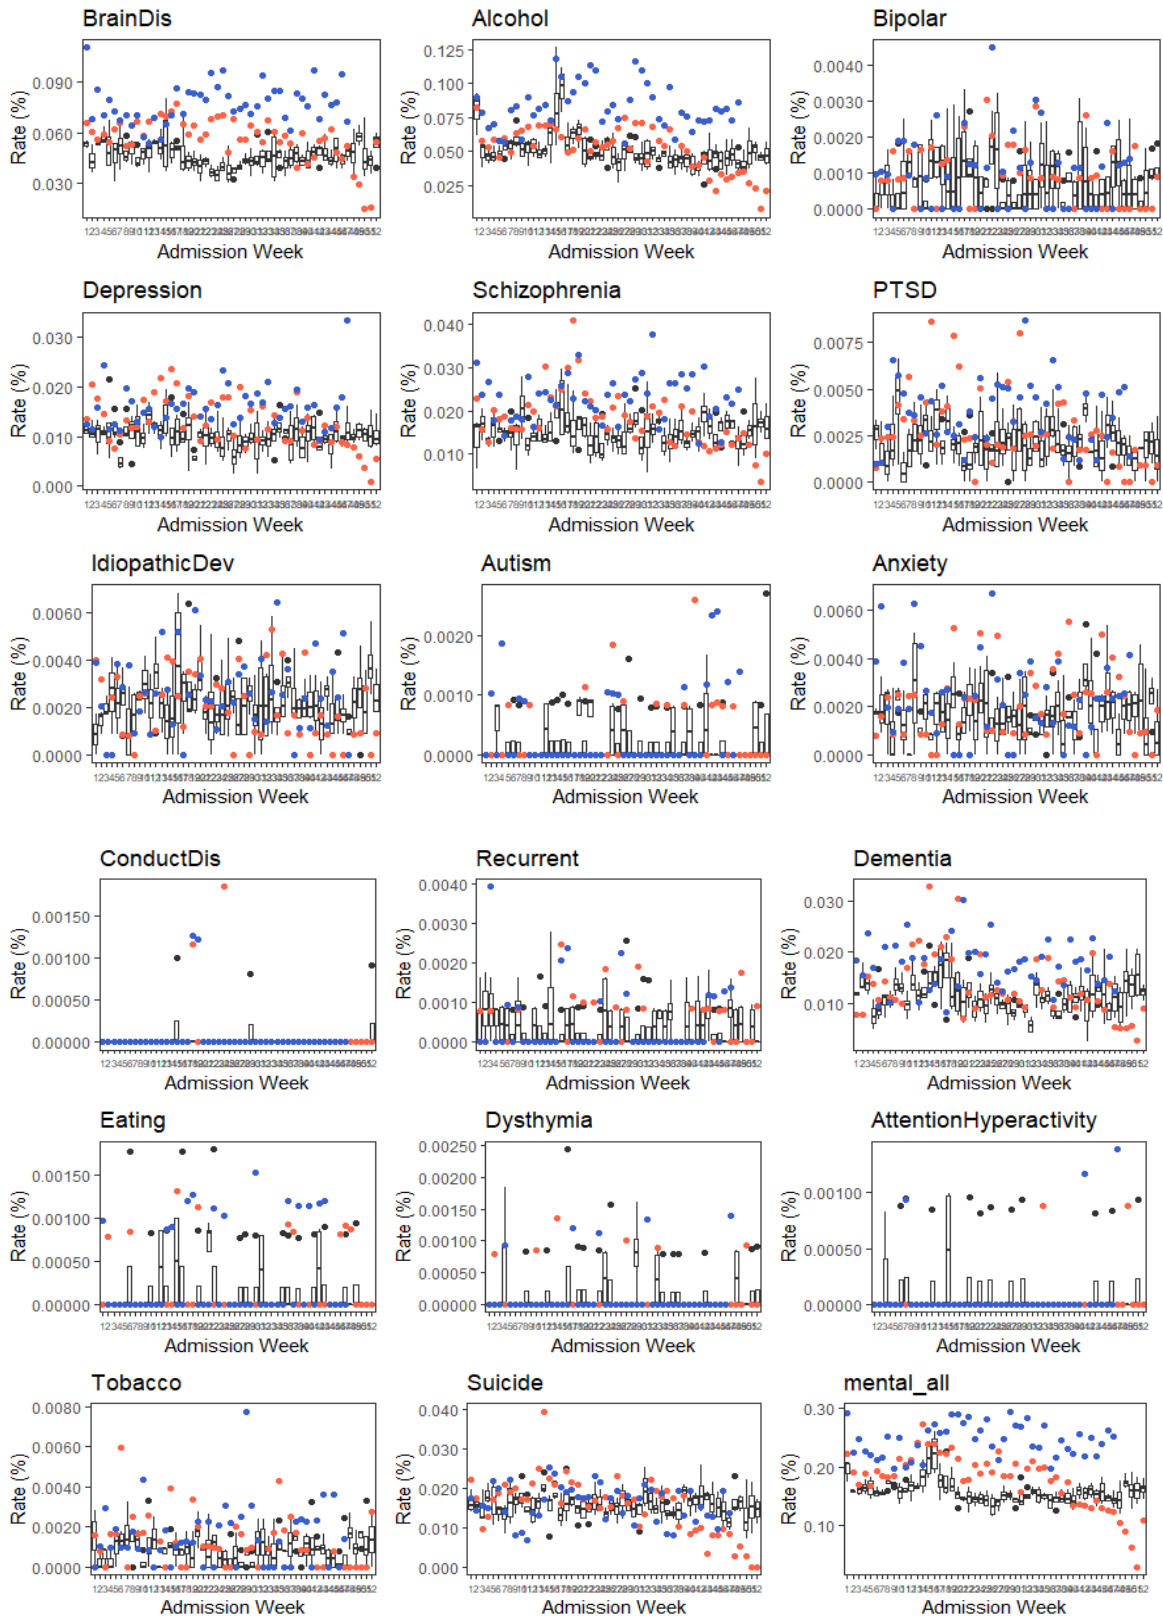 BrainDis
Rate (%)
0.090
0.060
0.030
Admission Week
Alcohol
Rate (%)
0.125
0.100
0.075
0.050
0.025
Admission Week
Bipolar
Rate (%)
0.0040
0.0030
0.0020
0.0010
0.0000
Admission Week
Depression
Rate (%)
0.030
0.020
0.010
0.000
Admission Week
Schizophrenia
Rate (%)
0.040
0.030
0.020
0.010
Admission Week
PTSD
Rate (%)
0.0075
0.0050
0.0025
0.0000
Admission Week
IdiopathicDev
Rate (%)
0.0060
0.0040
0.0020
0.0000
Admission Week
Autism
Rate (%)
0.0020
0.0010
0.0000
Admission Week
Anxiety
Rate (%)
0.0060
0.0040
0.0020
0.0000
Admission Week
ConductDis
Rate (%)
0.00150
0.00100
0.00050
0.00000
Admission Week
Recurrent
Rate (%)
0.0040
0.0030
0.0020
0.0010
0.0000
Admission Week
Dementia
Rate (%)
0.030
0.020
0.010
Admission Week
Eating
Rate (%)
0.00150
0.00100
0.00050
0.00000
Admission Week
Dysthymia
Rate (%)
0.00250
0.00200
0.00150
0.00100
0.00050
0.00000
Admission Week
AttentionHyperactivity
Rate (%)
0.00100
0.00050
0.00000
Admission Week
Tobacco
Rate (%)
0.0080
0.0060
0.0040
0.0020
0.0000
Admission Week
Suicide
Rate (%)
0.040
0.030
0.020
0.010
0.000
Admission Week
mental_all
Rate (%)
0.30
0.20
0.10
Admission Week